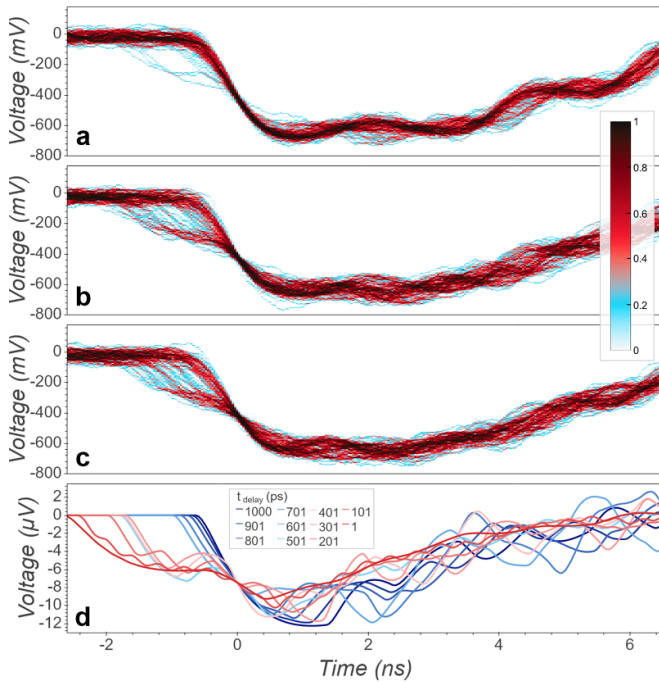 Voltage (mV)
0
-200
-400
-600
-800
a
Voltage (mV)
0
-200
-400
-600
-800
b
Voltage (mV)
0
-200
-400
-600
-800
c
1
0.8
0.6
0.4
0.2
0
Voltage (μV)
2
0
-2
-4
-6
-8
-10
-12
d
t delay (ps)
1000 701 401 101
901 601 301 1
801 501 201
-2 0 2 4 6
Time (ns)